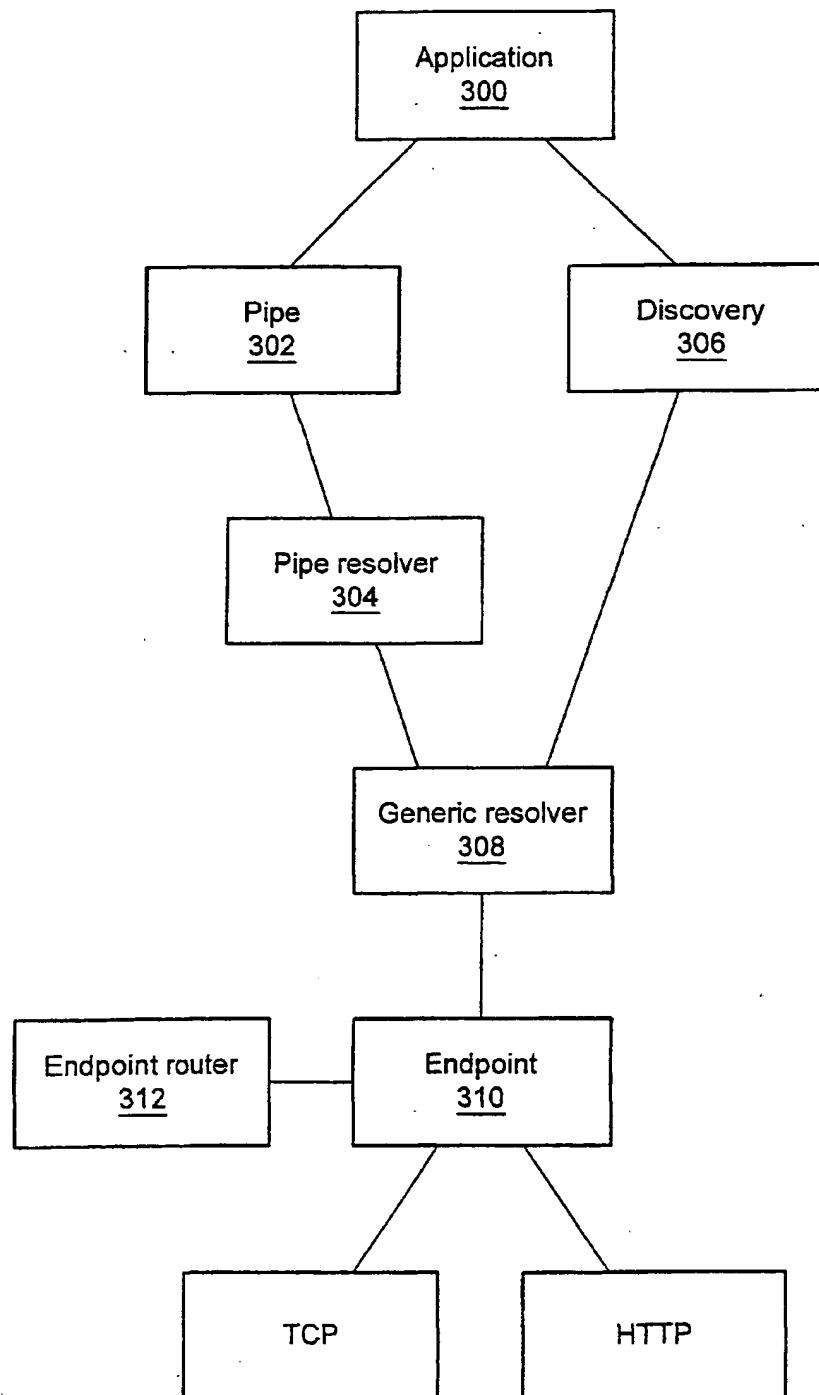 Application
300
Pipe
302
Discovery
306
Pipe resolver
304
Generic resolver
308
Endpoint router
312
Endpoint
310
TCP
HTTP